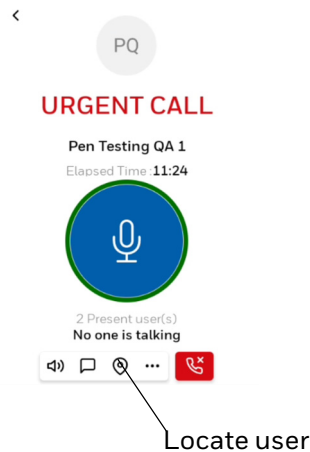 PQ
URGENT CALL
Pen Testing QA 1
Elapsed Time :11:24
2 Present user(s)
No one is talking
Locate user